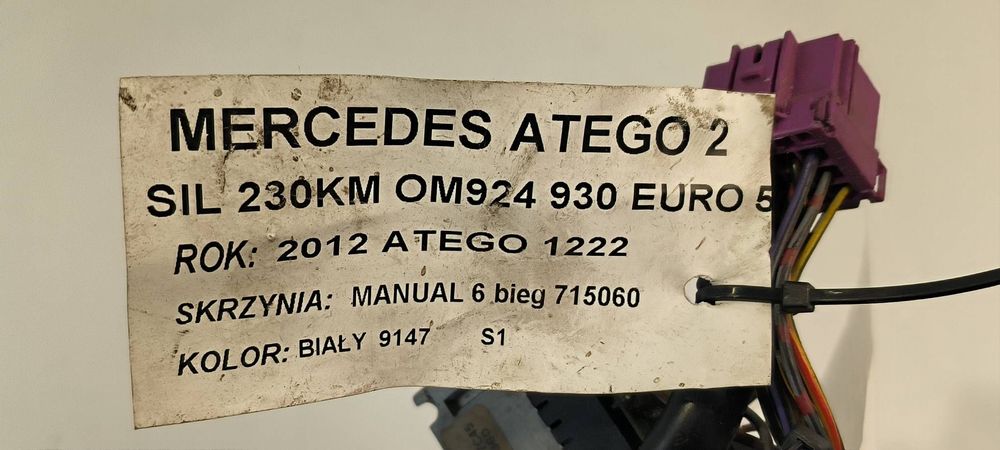 MERCEDES ATEGO 2
SIL 230KM OM924 930 EURO 5
ROK: 2012 ATEGO 1222
SKRZYNIA: MANUAL 6 bieg 715060
KOLOR: BIAŁY 9147 S1